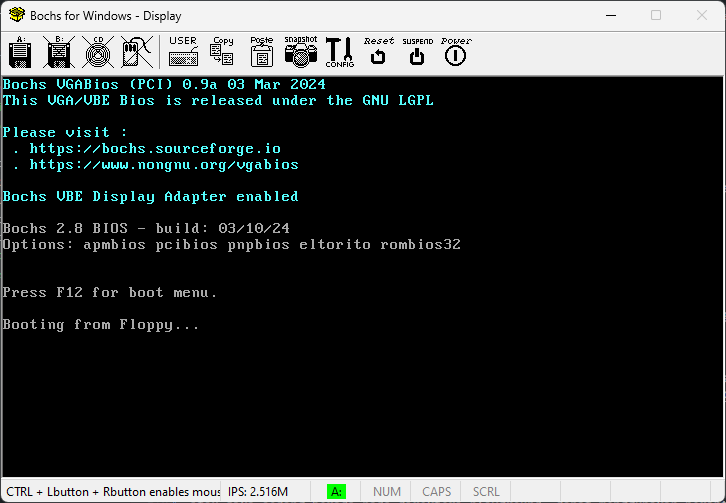 Bochs for Windows - Display
A:
B:
CD
USER
Copy
Paste
snapshot
CONFIG
Reset
SUSPEND
Power
Bochs VGABios (PCI) 0.9a 03 Mar 2024
This VGA/VBE Bios is released under the GNU LGPL
Please visit :
. https://bochs.sourceforge.io
. https://www.nongnu.org/vgabios
Bochs VBE Display Adapter enabled
Bochs 2.8 BIOS - build: 03/10/24
Options: apmbios pcibios pnpbios eltorito rombios32
Press F12 for boot menu.
Booting from Floppy...
CTRL + Lbutton + Rbutton enables mous
IPS: 2.516M
A:
NUM
CAPS
SCRL